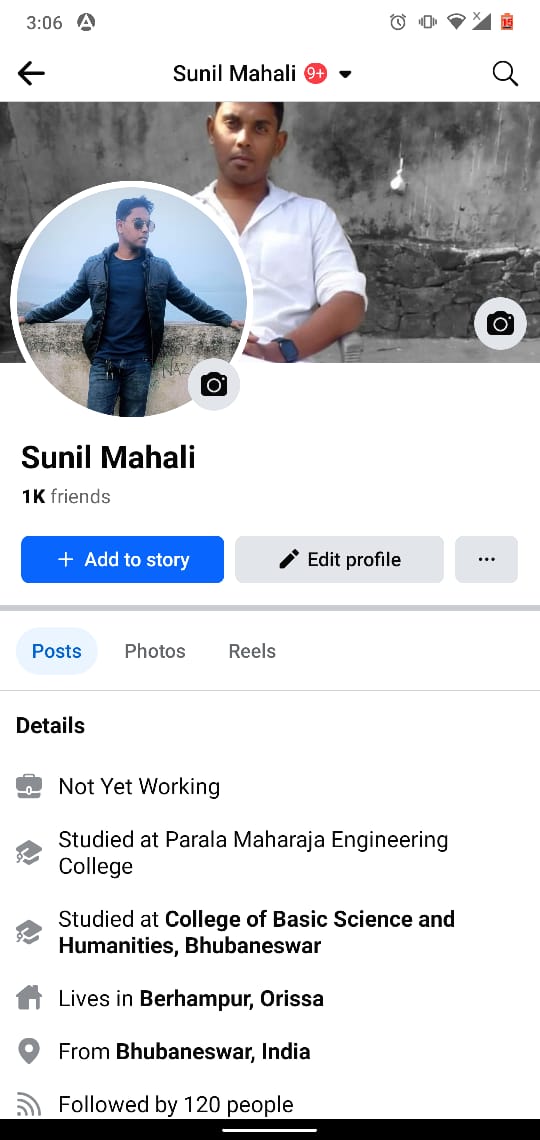 3:06
15
Sunil Mahali 9+
Sunil Mahali
1K friends
+ Add to story
Edit profile
Posts
Photos
Reels
Details
Not Yet Working
Studied at Parala Maharaja Engineering
College
Studied at College of Basic Science and
Humanities, Bhubaneswar
Lives in Berhampur, Orissa
From Bhubaneswar, India
Followed by 120 people